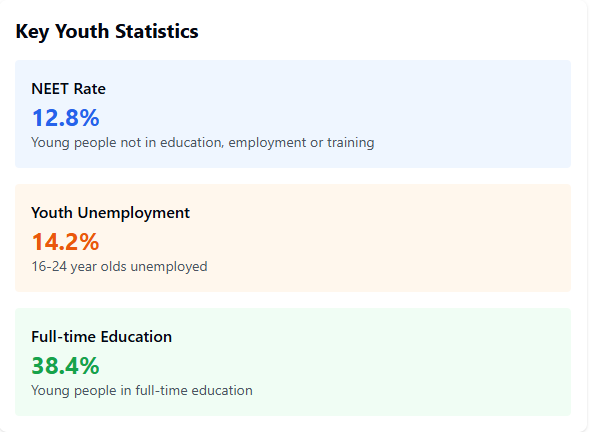 Key Youth Statistics
NEET Rate
12.8%
Young people not in education, employment or training
Youth Unemployment
14.2%
16-24 year olds unemployed
Full-time Education
38.4%
Young people in full-time education